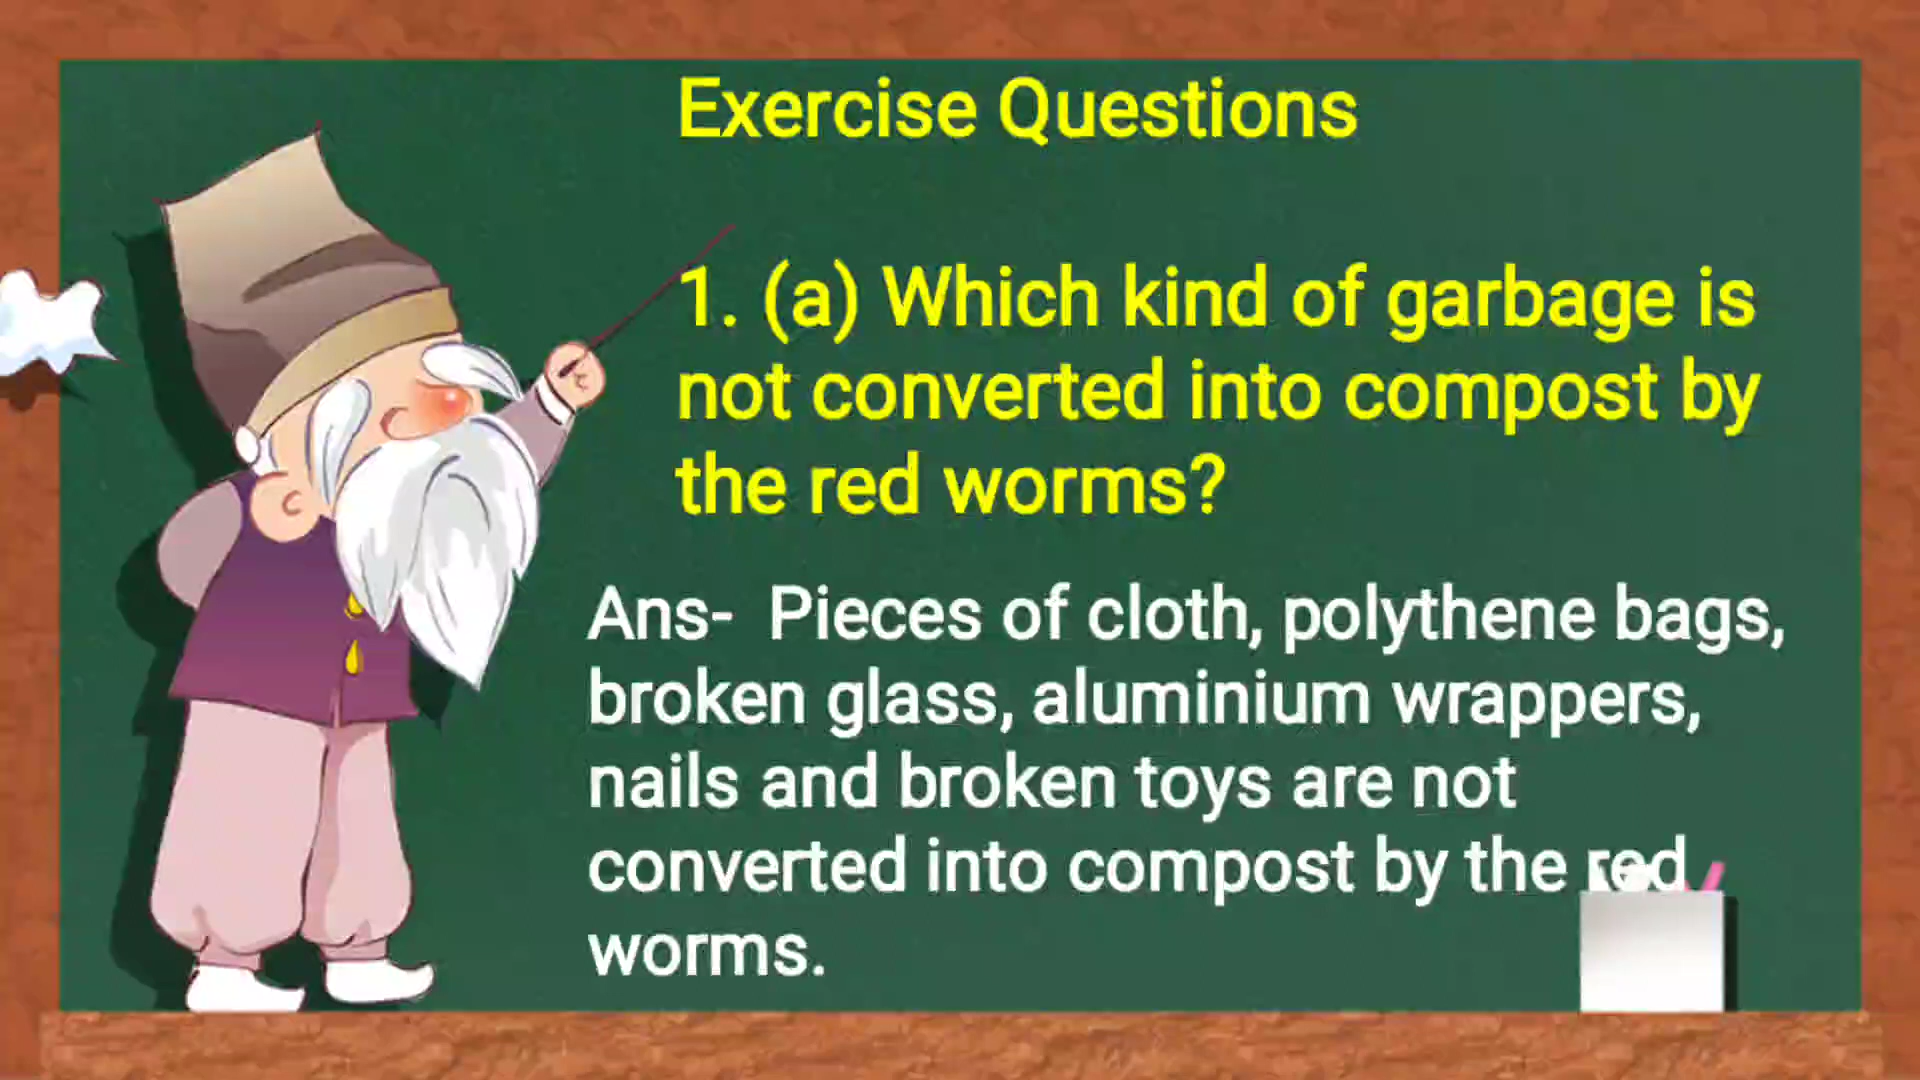 Exercise Questions
1. (a) Which kind of garbage is
not converted into compost by
the red worms?
Ans- Pieces of cloth, polythene bags,
broken glass, aluminium wrappers,
nails and broken toys are not
converted into compost by the red
worms.